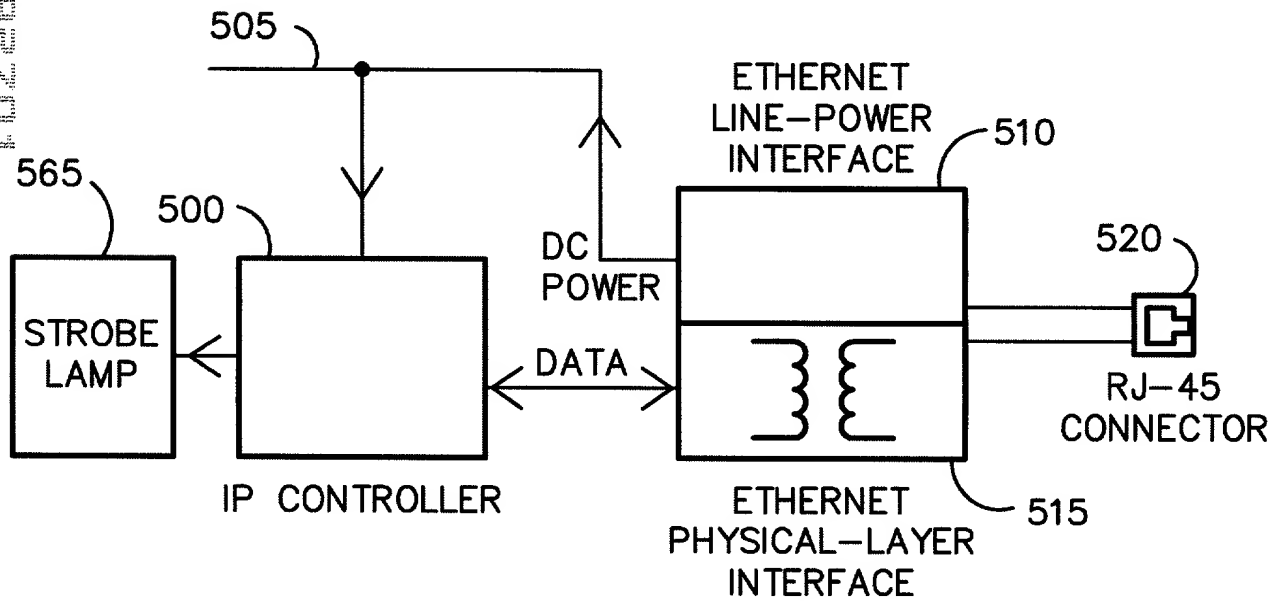 505
ETHERNET
LINE-POWER
INTERFACE
510
565
500
520
DC
POWER
STROBE
LAMP
DATA
RJ-45
CONNECTOR
IP CONTROLLER
ETHERNET
PHYSICAL-LAYER
INTERFACE
515